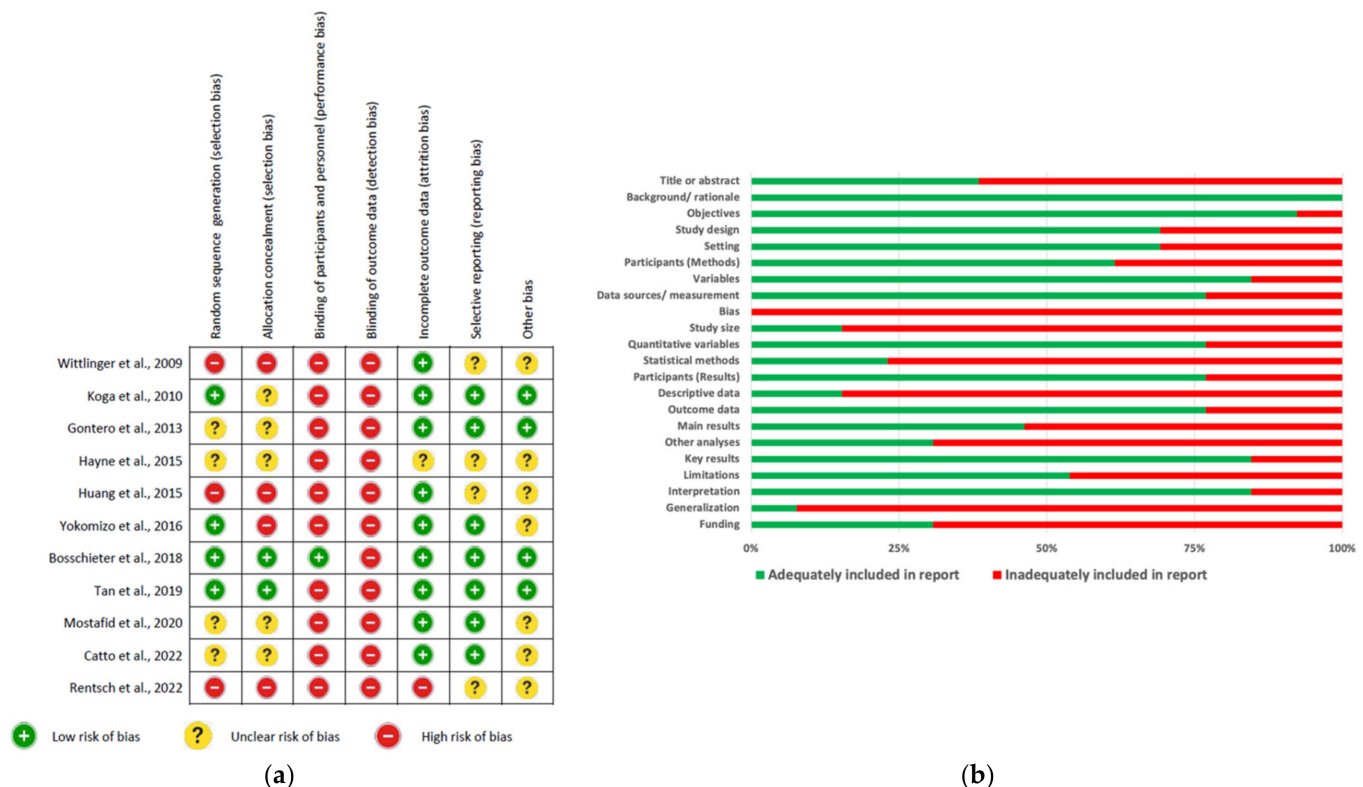 Random sequence generation (selection bias)
Allocation concealment (selection bias)
Binding of participants and personnel (performance bias)
Blinding of outcome data (detection bias)
Incomplete outcome data (attrition bias)
Selective reporting (reporting bias)
Other bias
Wittlinger et al., 2009 − − − − + ? ?
Koga et al., 2010 + ? − − + + +
Gontero et al., 2013 ? ? − − + + +
Hayne et al., 2015 ? ? − − ? ? ?
Huang et al., 2015 − − − − + ? ?
Yokomizo et al., 2016 + − − − + + ?
Bosschieter et al., 2018 + + + − + + +
Tan et al., 2019 + + − − + + +
Mostafid et al., 2020 ? ? − − + + ?
Catto et al., 2022 ? ? − − + + ?
Rentsch et al., 2022 − − − − − ? ?
+ Low risk of bias ? Unclear risk of bias − High risk of bias
(a)
Title or abstract
Background/ rationale
Objectives
Study design
Setting
Participants (Methods)
Variables
Data sources/ measurement
Bias
Study size
Quantitative variables
Statistical methods
Participants (Results)
Descriptive data
Outcome data
Main results
Other analyses
Key results
Limitations
Interpretation
Generalization
Funding
0% 25% 50% 75% 100%
Adequately included in report Inadequately included in report
(b)